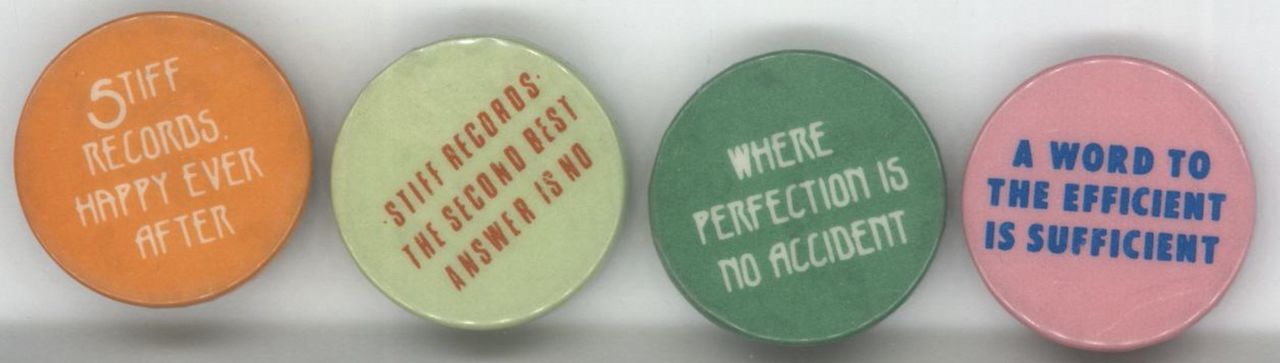 STIFF
RECORDS.
HAPPY EVER
AFTER
·STIFF RECORDS·
THE SECOND BEST
ANSWER IS NO
WHERE
PERFECTION IS
NO ACCIDENT
A WORD TO
THE EFFICIENT
IS SUFFICIENT